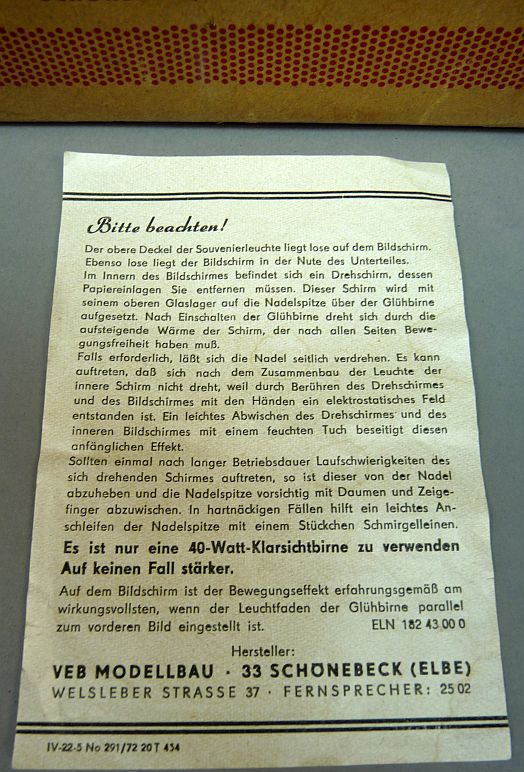 Bitte beachten!
Der obere Deckel der Souvenierleuchte liegt lose auf dem Bildschirm.
Ebenso lose liegt der Bildschirm in der Nute des Unterteiles.
Im Innern des Bildschirmes befindet sich ein Drehschirm, dessen
Papiereinlagen Sie entfernen müssen. Dieser Schirm wird mit
seinem oberen Glaslager auf die Nadelspitze über der Glühbirne
aufgesetzt. Nach Einschalten der Glühbirne dreht sich durch die
aufsteigende Wärme der Schirm, der nach allen Seiten Bewe-
gungsfreiheit haben muß.
Falls erforderlich, läßt sich die Nadel seitlich verdrehen. Es kann
auftreten, daß sich nach dem Zusammenbau der Leuchte der
innere Schirm nicht dreht, weil durch Berühren des Drehschirmes
und des Bildschirmes mit den Händen ein elektrostatisches Feld
entstanden ist. Ein leichtes Abwischen des Drehschirmes und des
inneren Bildschirmes mit einem feuchten Tuch beseitigt diesen
anfänglichen Effekt.
Sollten einmal nach langer Betriebsdauer Laufschwierigkeiten des
sich drehenden Schirmes auftreten, so ist dieser von der Nadel
abzuheben und die Nadelspitze vorsichtig mit Daumen und Zeige-
finger abzuwischen. In hartnäckigen Fällen hilft ein leichtes An-
schleifen der Nadelspitze mit einem Stückchen Schmirgelleinen.
Es ist nur eine 40-Watt-Klarsichtbirne zu verwenden
Auf keinen Fall stärker.
Auf dem Bildschirm ist der Bewegungseffekt erfahrungsgemäß am
wirkungsvollsten, wenn der Leuchtfaden der Glühbirne parallel
zum vorderen Bild eingestellt ist. ELN 182 43 00 0
Hersteller:
VEB MODELLBAU · 33 SCHÖNEBECK (ELBE)
WELSLEBER STRASSE 37 · FERNSPRECHER: 25 02
IV-22-5 No 291/72 20 T 434